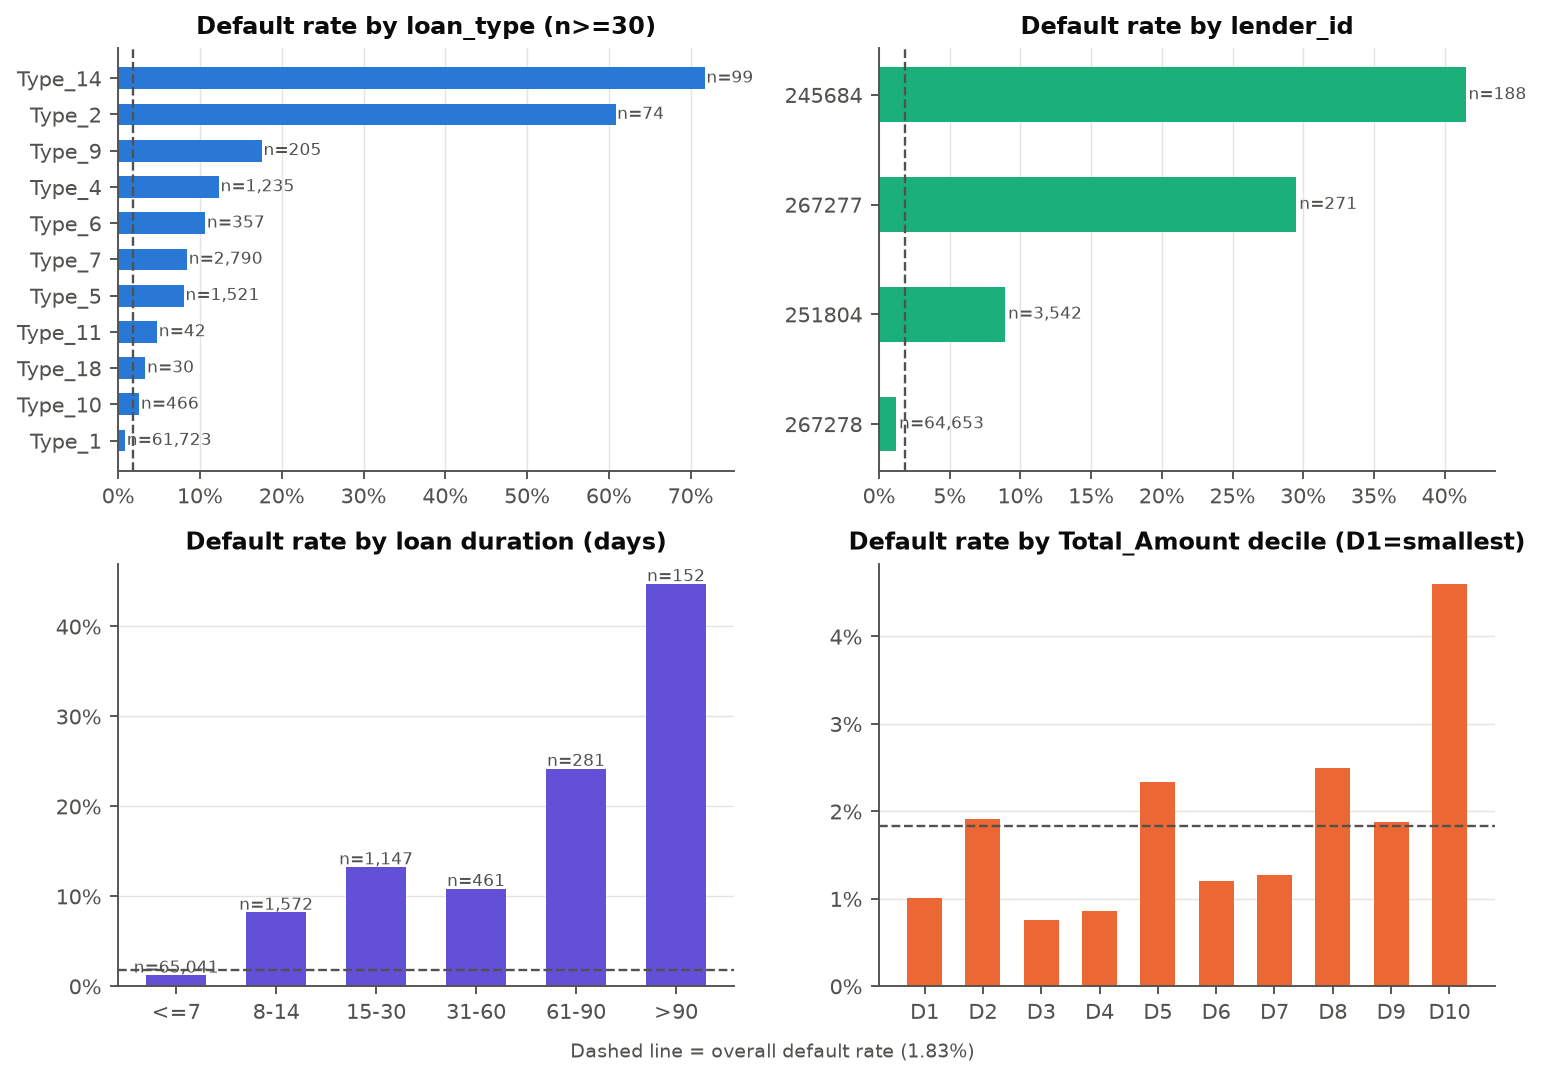 Default rate by loan_type (n>=30)
Type_14
n=99
Type_2
n=74
Type_9
n=205
Type_4
n=1,235
Type_6
n=357
Type_7
n=2,790
Type_5
n=1,521
Type_11
n=42
Type_18
n=30
Type_10
n=466
Type_1
n=61,723
0% 10% 20% 30% 40% 50% 60% 70%
Default rate by lender_id
245684
n=188
267277
n=271
251804
n=3,542
267278
n=64,653
0% 5% 10% 15% 20% 25% 30% 35% 40%
Default rate by loan duration (days)
40%
30%
20%
10%
0%
n=65,041
n=1,572
n=1,147
n=461
n=281
n=152
<=7 8-14 15-30 31-60 61-90 >90
Default rate by Total_Amount decile (D1=smallest)
4%
3%
2%
1%
0%
D1 D2 D3 D4 D5 D6 D7 D8 D9 D10
Dashed line = overall default rate (1.83%)